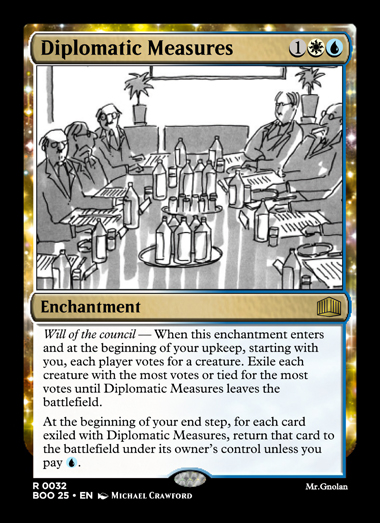 Diplomatic Measures 1
Enchantment
Will of the council — When this enchantment enters
and at the beginning of your upkeep, starting with
you, each player votes for a creature. Exile each
creature with the most votes or tied for the most
votes until Diplomatic Measures leaves the
battlefield.
At the beginning of your end step, for each card
exiled with Diplomatic Measures, return that card to
the battlefield under its owner's control unless you
pay .
R 0032
BOO 25 • EN Michael Crawford
Mr.Gnolan